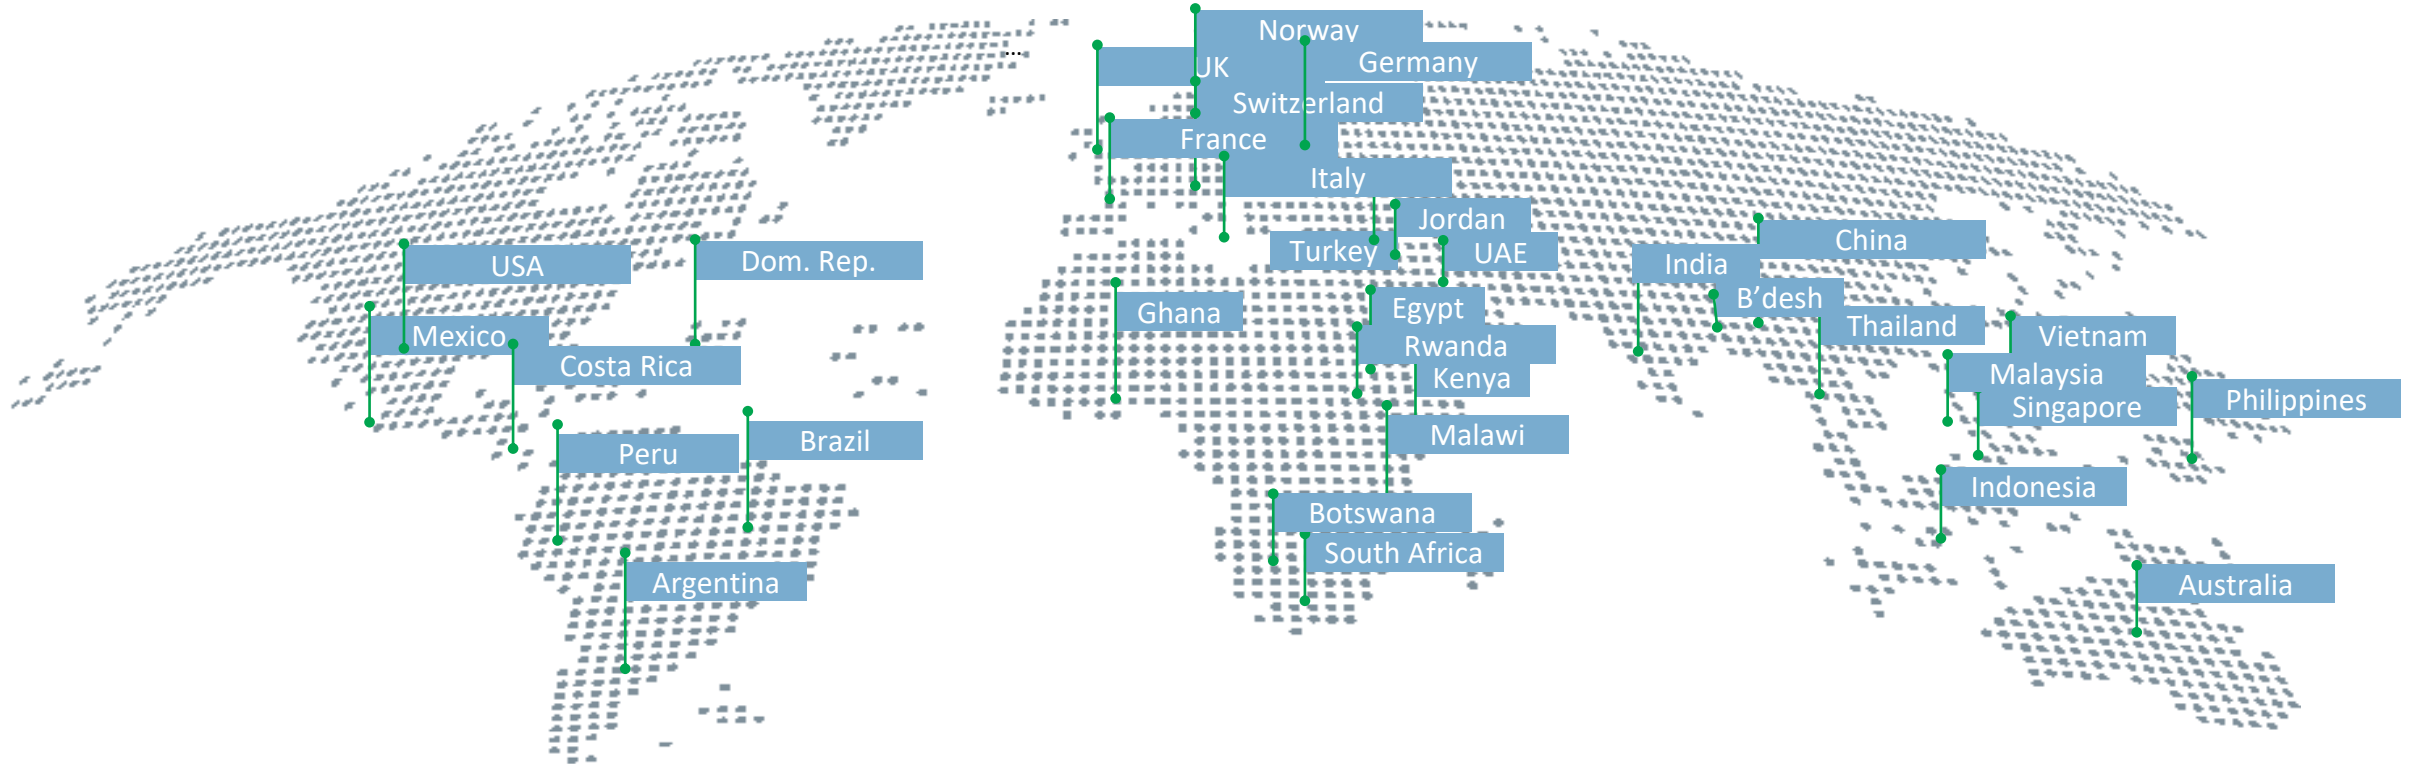 Norway
...
UK
Germany
Switzerland
France
Italy
Jordan
Turkey
UAE
China
India
B'desh
Thailand
USA
Dom. Rep.
Mexico
Costa Rica
Ghana
Egypt
Rwanda
Kenya
Malawi
Vietnam
Malaysia
Singapore
Philippines
Peru
Brazil
Argentina
Botswana
South Africa
Indonesia
Australia